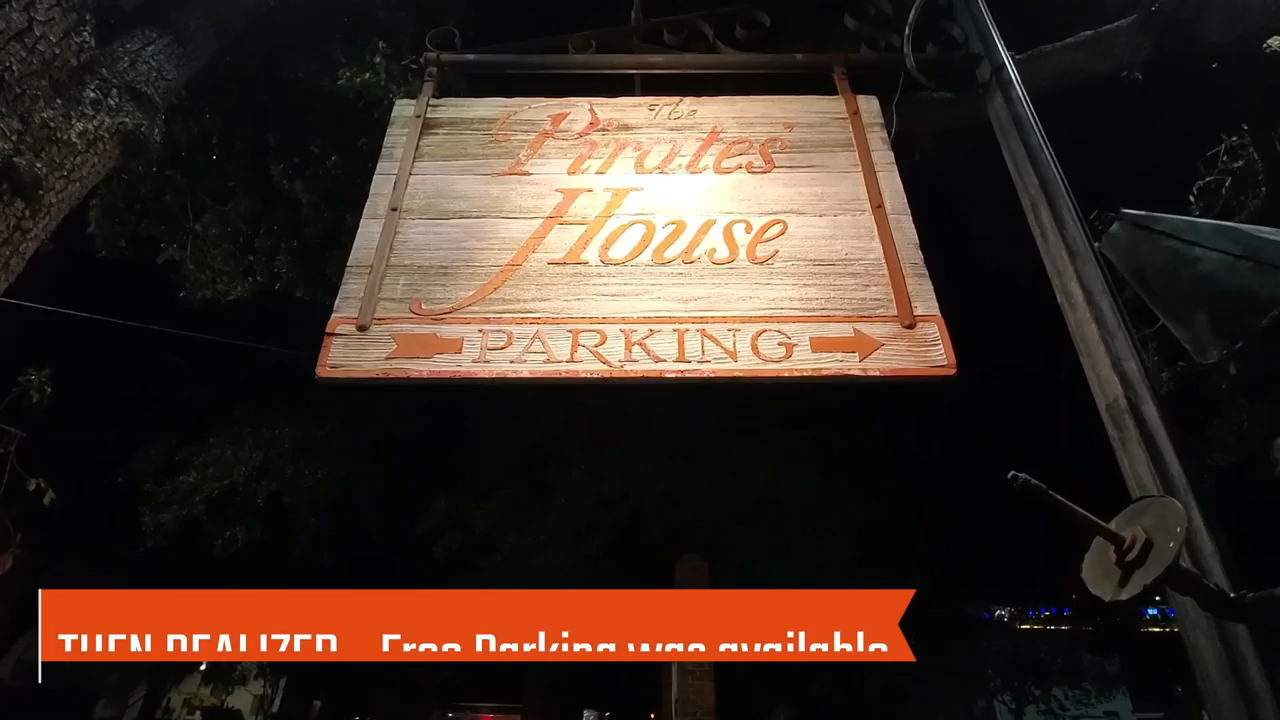 The
Pirates'
House
PARKING
THEN REALIZED... Free Parking was available